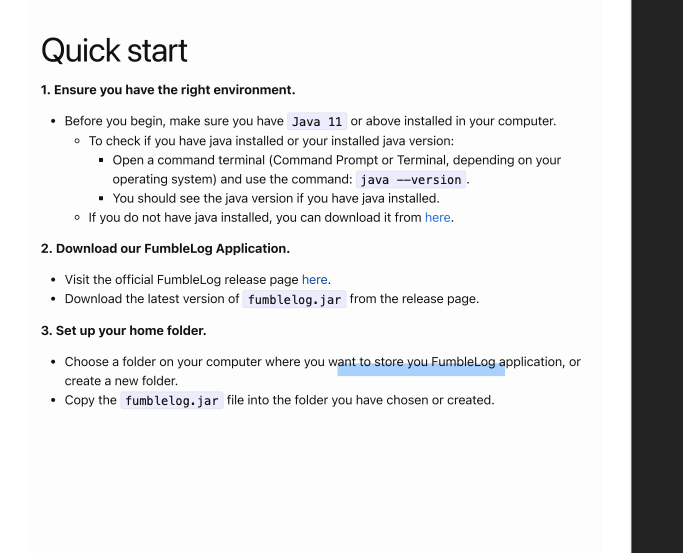 Quick start
1. Ensure you have the right environment.
• Before you begin, make sure you have Java 11 or above installed in your computer.
◦ To check if you have java installed or your installed java version:
▪ Open a command terminal (Command Prompt or Terminal, depending on your
operating system) and use the command: java --version.
▪ You should see the java version if you have java installed.
◦ If you do not have java installed, you can download it from here.
2. Download our FumbleLog Application.
• Visit the official FumbleLog release page here.
• Download the latest version of fumblelog.jar from the release page.
3. Set up your home folder.
• Choose a folder on your computer where you want to store you FumbleLog application, or
create a new folder.
• Copy the fumblelog.jar file into the folder you have chosen or created.